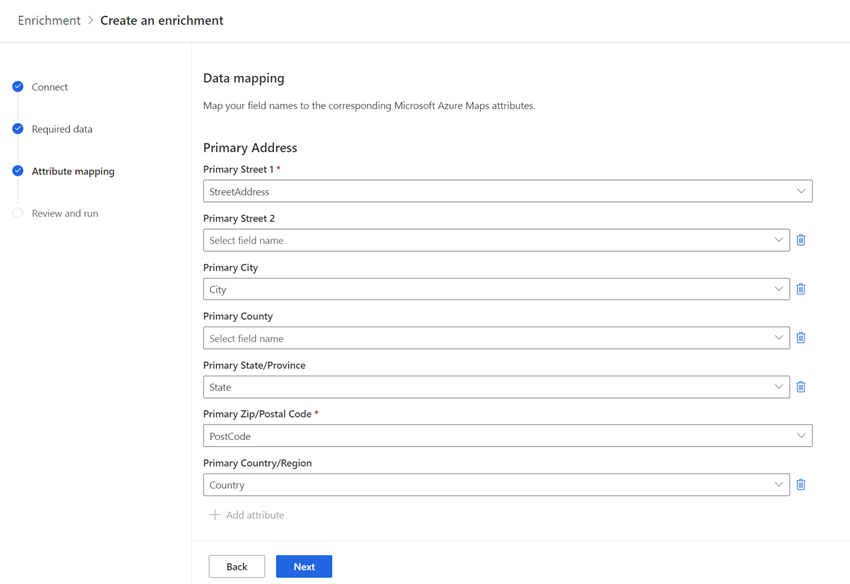 Enrichment > Create an enrichment
Connect
Required data
Attribute mapping
Review and run
Data mapping
Map your field names to the corresponding Microsoft Azure Maps attributes.
Primary Address
Primary Street 1 *
StreetAddress
Primary Street 2
Select field name
Primary City
City
Primary County
Select field name
Primary State/Province
State
Primary Zip/Postal Code *
PostCode
Primary Country/Region
Country
+ Add attribute
Back
Next